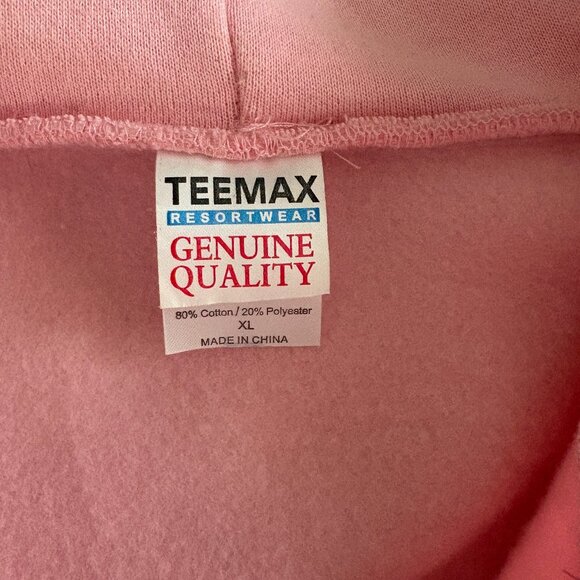 TEEMAX
RESORTWEAR
GENUINE
QUALITY
80% Cotton / 20% Polyester
XL
MADE IN CHINA